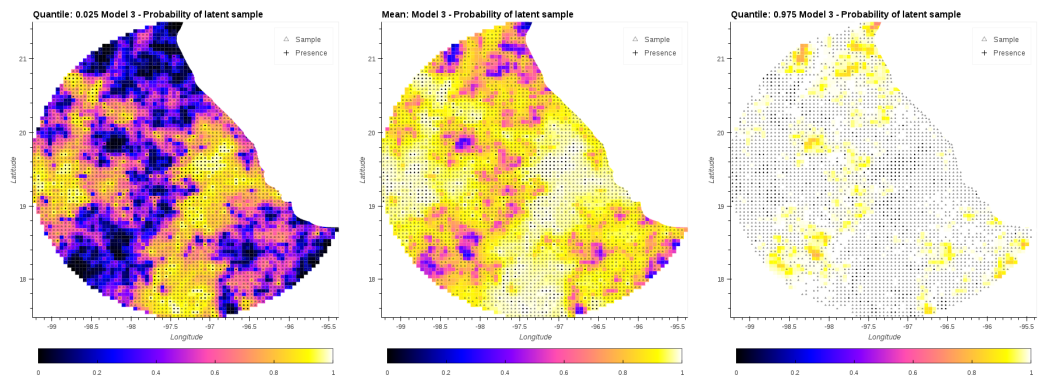 Quantile: 0.025 Model 3 - Probability of latent sample
Sample
Presence
21
20
19
18
Latitude
-99 -98.5 -98 -97.5 -97 -96.5 -96 -95.5
Longitude
0 0.2 0.4 0.6 0.8 1
Mean: Model 3 - Probability of latent sample
Sample
Presence
21
20
19
18
Latitude
-99 -98.5 -98 -97.5 -97 -96.5 -96 -95.5
Longitude
0 0.2 0.4 0.6 0.8 1
Quantile: 0.975 Model 3 - Probability of latent sample
Sample
Presence
21
20
19
18
Latitude
-99 -98.5 -98 -97.5 -97 -96.5 -96 -95.5
Longitude
0 0.2 0.4 0.6 0.8 1